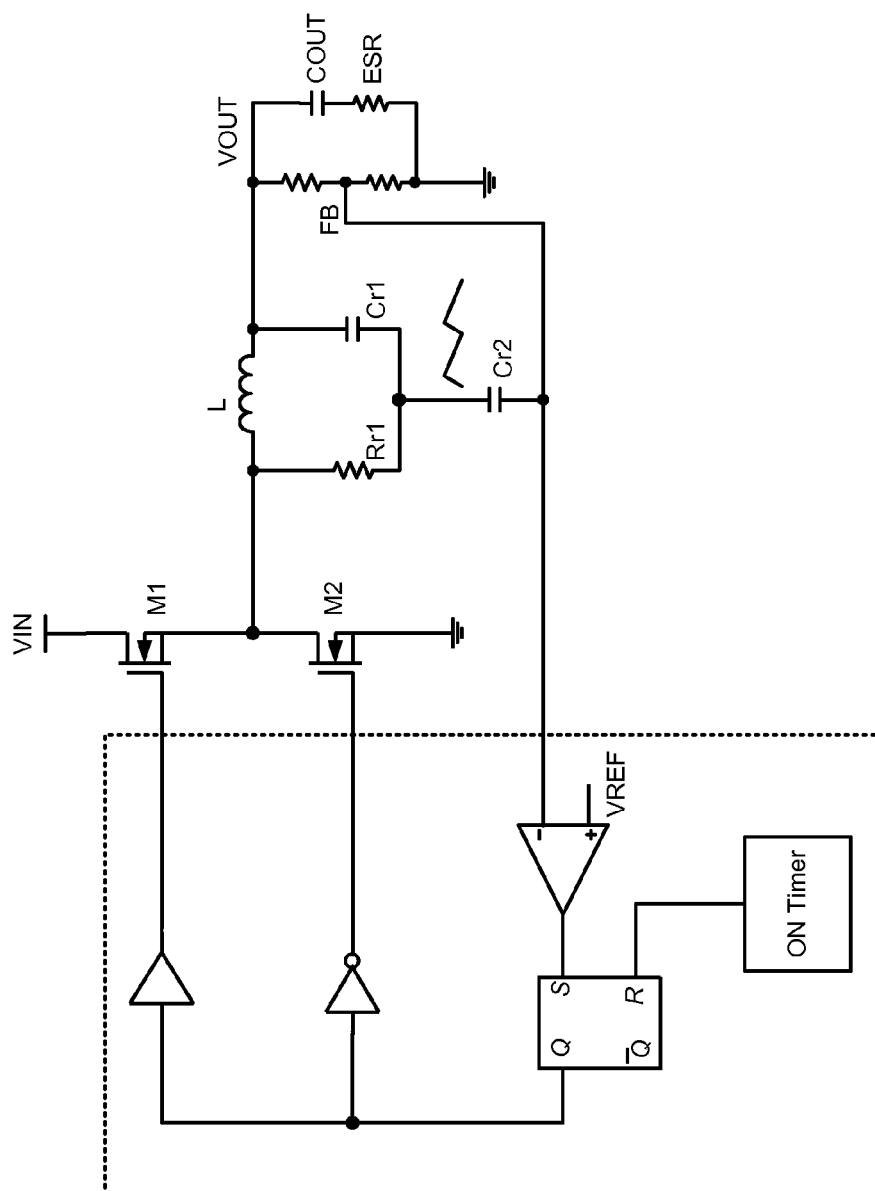 VOUT
COUT
ESR
FB
L
Cr1
Rr1
Cr2
VIN
M1
M2
VREF
-
+
S
R
Q
Q̅
ON Timer